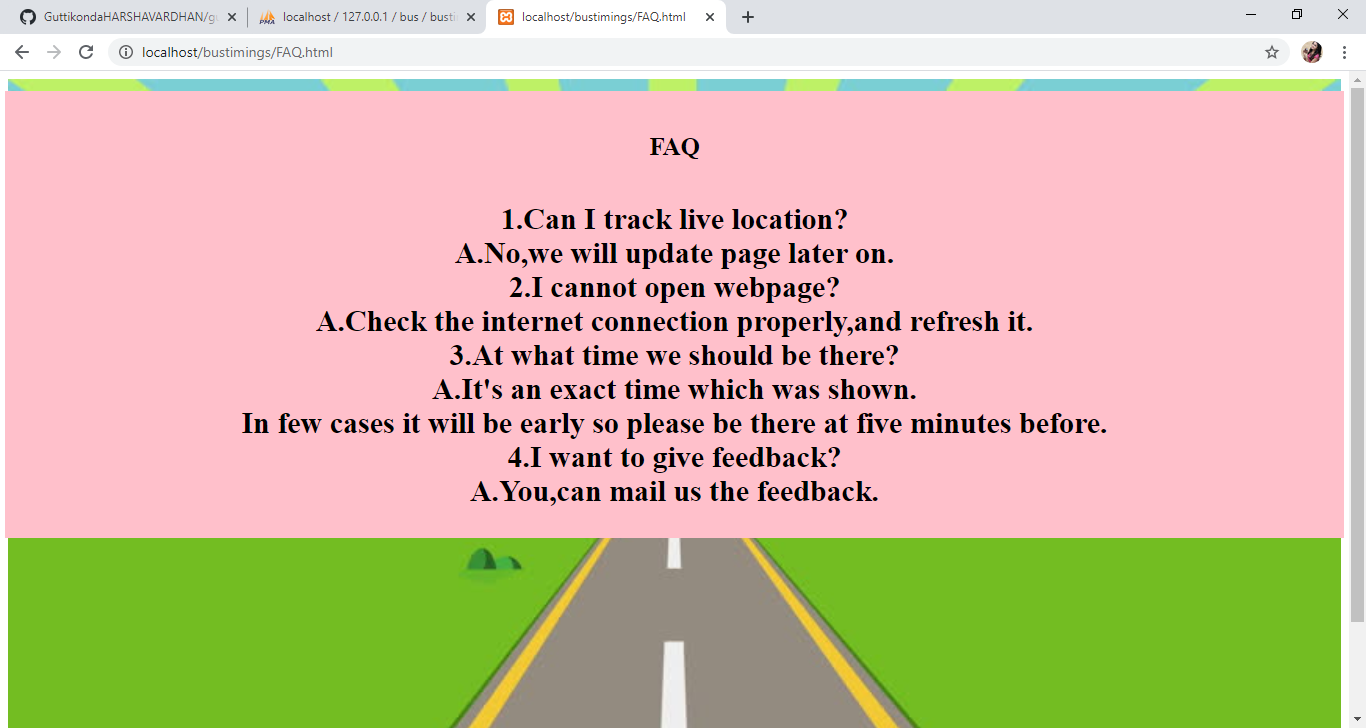 GuttikondaHARSHAVARDHAN/g
localhost / 127.0.0.1 / bus / busti
localhost/bustimings/FAQ.html
localhost/bustimings/FAQ.html
FAQ
1.Can I track live location?
A.No,we will update page later on.
2.I cannot open webpage?
A.Check the internet connection properly,and refresh it.
3.At what time we should be there?
A.It's an exact time which was shown.
In few cases it will be early so please be there at five minutes before.
4.I want to give feedback?
A.You,can mail us the feedback.